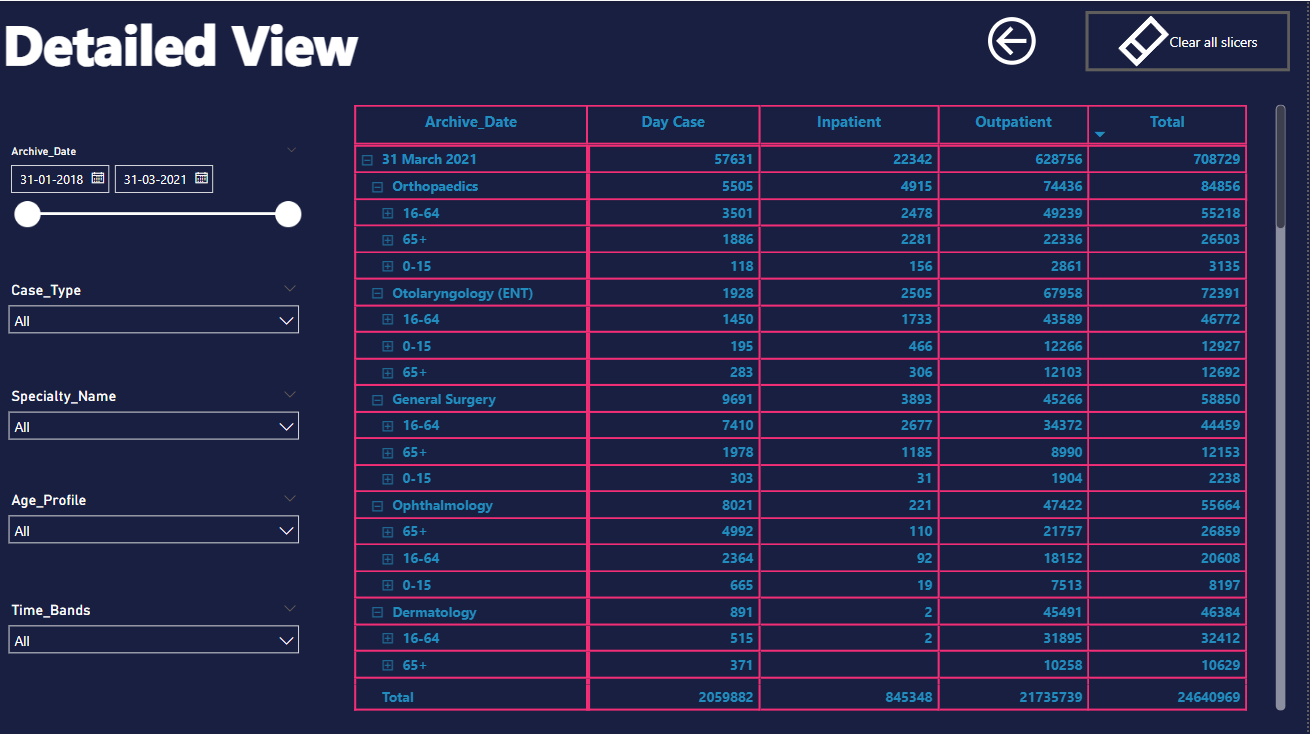 Detailed View
Clear all slicers
Archive_Date
31-01-2018 31-03-2021
Case_Type
All
Specialty_Name
All
Age_Profile
All
Time_Bands
All
Archive_Date Day Case Inpatient Outpatient Total
31 March 2021 57631 22342 628756 708729
Orthopaedics 5505 4915 74436 84856
16-64 3501 2478 49239 55218
65+ 1886 2281 22336 26503
0-15 118 156 2861 3135
Otolaryngology (ENT) 1928 2505 67958 72391
16-64 1450 1733 43589 46772
0-15 195 466 12266 12927
65+ 283 306 12103 12692
General Surgery 9691 3893 45266 58850
16-64 7410 2677 34372 44459
65+ 1978 1185 8990 12153
0-15 303 31 1904 2238
Ophthalmology 8021 221 47422 55664
65+ 4992 110 21757 26859
16-64 2364 92 18152 20608
0-15 665 19 7513 8197
Dermatology 891 2 45491 46384
16-64 515 2 31895 32412
65+ 371 10258 10629
Total 2059882 845348 21735739 24640969